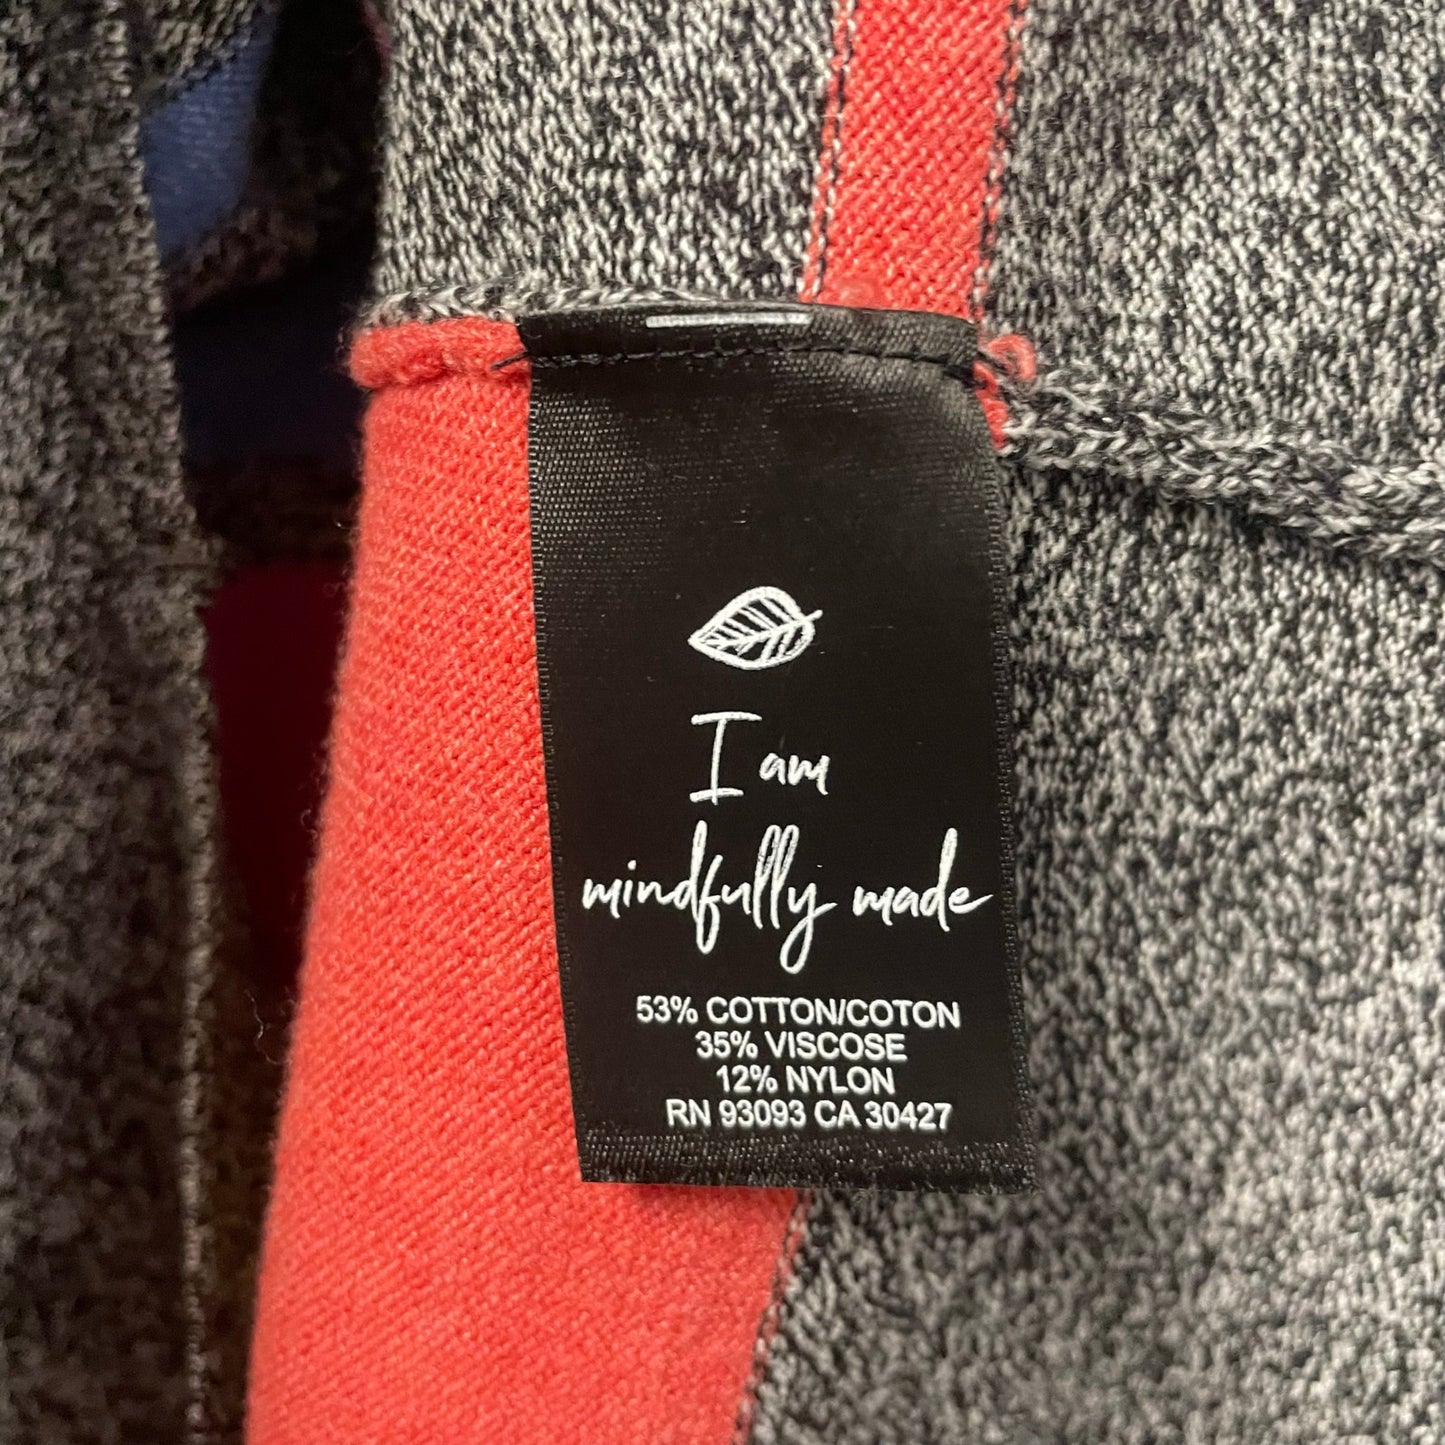 I am
mindfully made
53% COTTON/COTON
35% VISCOSE
12% NYLON
RN 93093 CA 30427